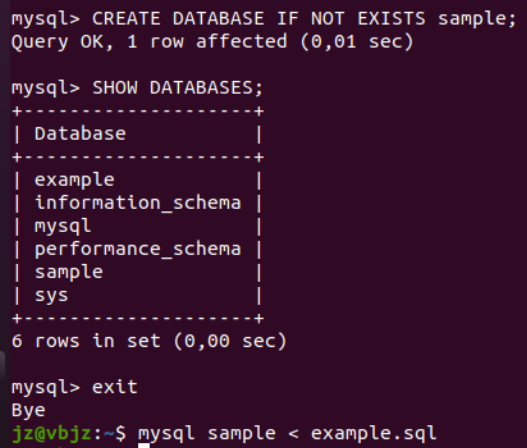 mysql> CREATE DATABASE IF NOT EXISTS sample;
Query OK, 1 row affected (0,01 sec)
mysql> SHOW DATABASES;
+--------------------+
| Database           |
+--------------------+
| example            |
| information_schema |
| mysql              |
| performance_schema |
| sample             |
| sys                |
+--------------------+
6 rows in set (0,00 sec)
mysql> exit
Bye
jz@vbjz:~$ mysql sample < example.sql